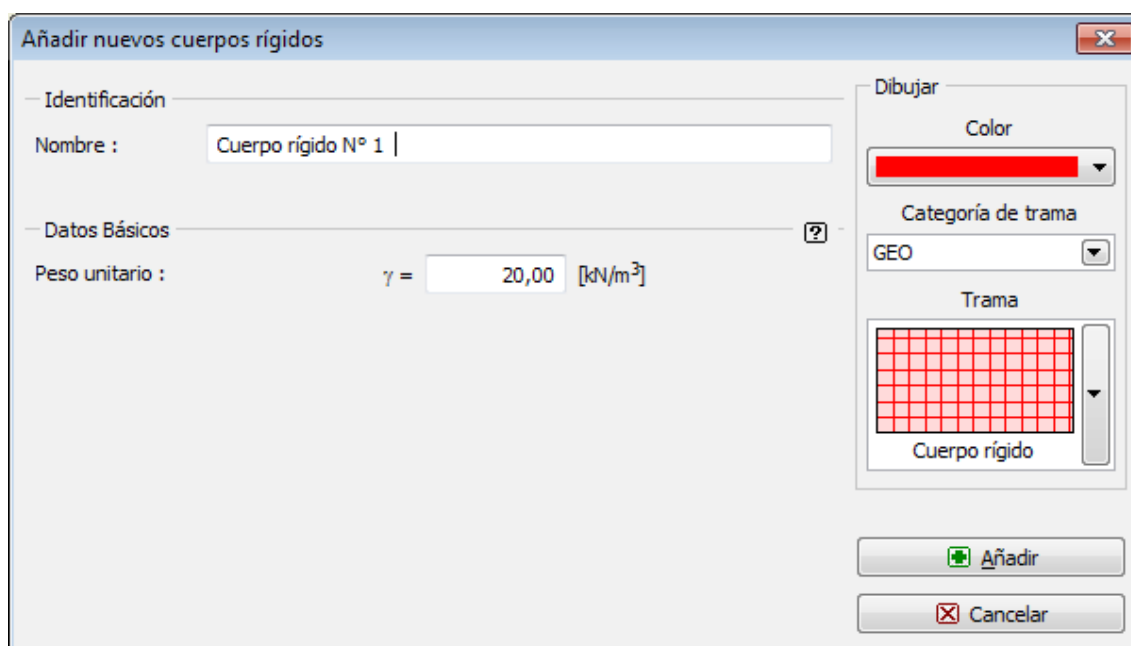 Añadir nuevos cuerpos rígidos
Identificación
Nombre :
Cuerpo rígido Nº 1
Datos Básicos
?
Peso unitario :
γ =
20,00
[kN/m³]
Dibujar
Color
Categoría de trama
GEO
Trama
Cuerpo rígido
Añadir
Cancelar